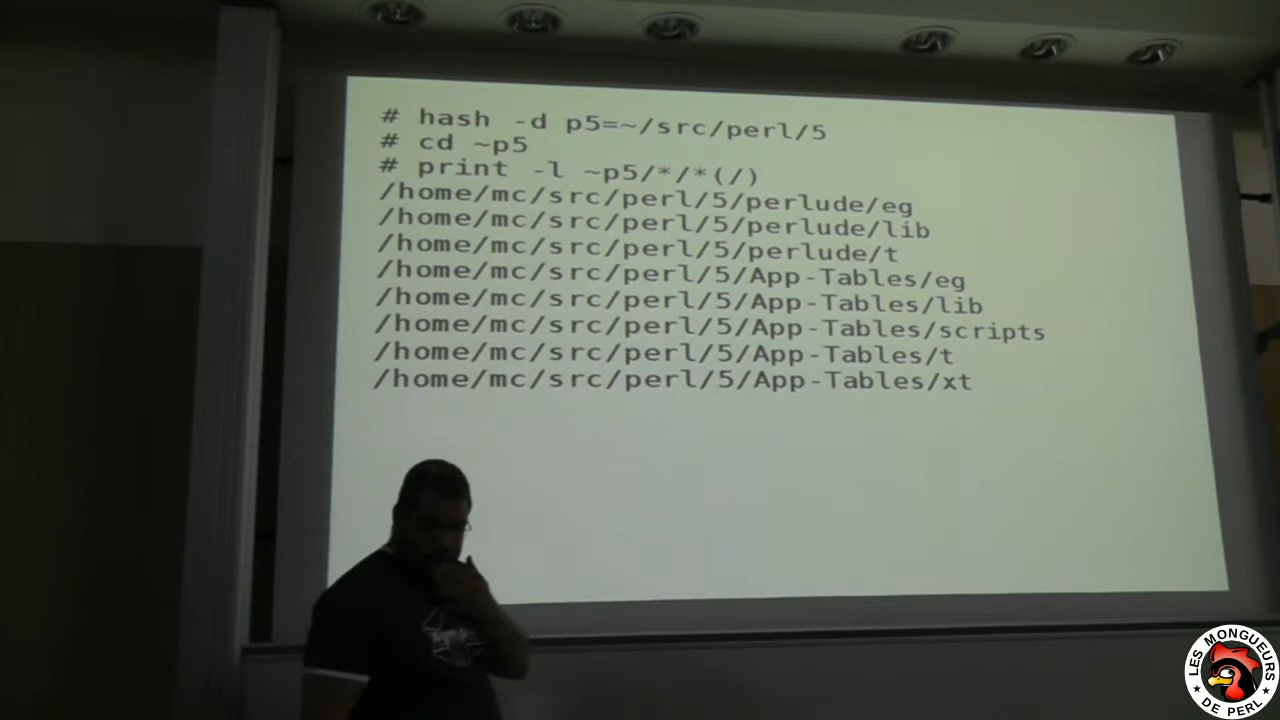 # hash -d p5=~/src/perl/5
# cd ~p5
# print -l ~p5/*/*(/)
/home/mc/src/perl/5/perlude/eg
/home/mc/src/perl/5/perlude/lib
/home/mc/src/perl/5/perlude/t
/home/mc/src/perl/5/App-Tables/eg
/home/mc/src/perl/5/App-Tables/lib
/home/mc/src/perl/5/App-Tables/scripts
/home/mc/src/perl/5/App-Tables/t
/home/mc/src/perl/5/App-Tables/xt
LES MONGUEURS
DE PERL